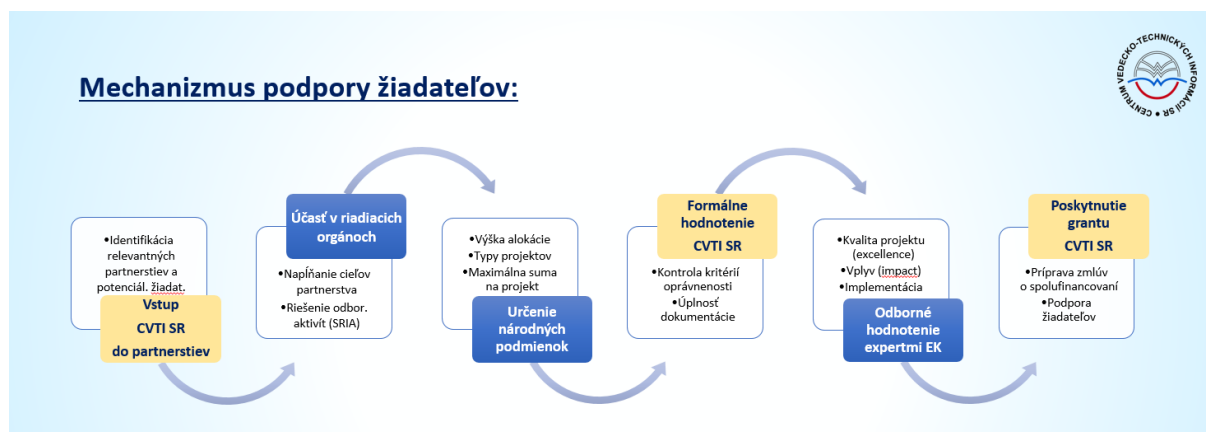 Mechanizmus podpory žiadateľov:
CENTRUM VEDECKO-TECHNICKÝCH INFORMÁCIÍ SR
•Identifikácia
relevantných
partnerstiev a
potenciál. žiadat.
Vstup
CVTI SR
do partnerstiev
Účasť v riadiacich
orgánoch
•Napĺňanie cieľov
partnerstva
•Riešenie odbor.
aktivít (SRIA)
•Výška alokácie
•Typy projektov
•Maximálna suma
na projekt
Určenie
národných
podmienok
Formálne
hodnotenie
CVTI SR
•Kontrola kritérií
oprávnenosti
•Úplnosť
dokumentácie
•Kvalita projektu
(excellence)
•Vplyv (impact)
•Implementácia
Odborné
hodnotenie
expertmi EK
Poskytnutie
grantu
CVTI SR
•Príprava zmlúv
o spolufinancovaní
•Podpora
žiadateľov